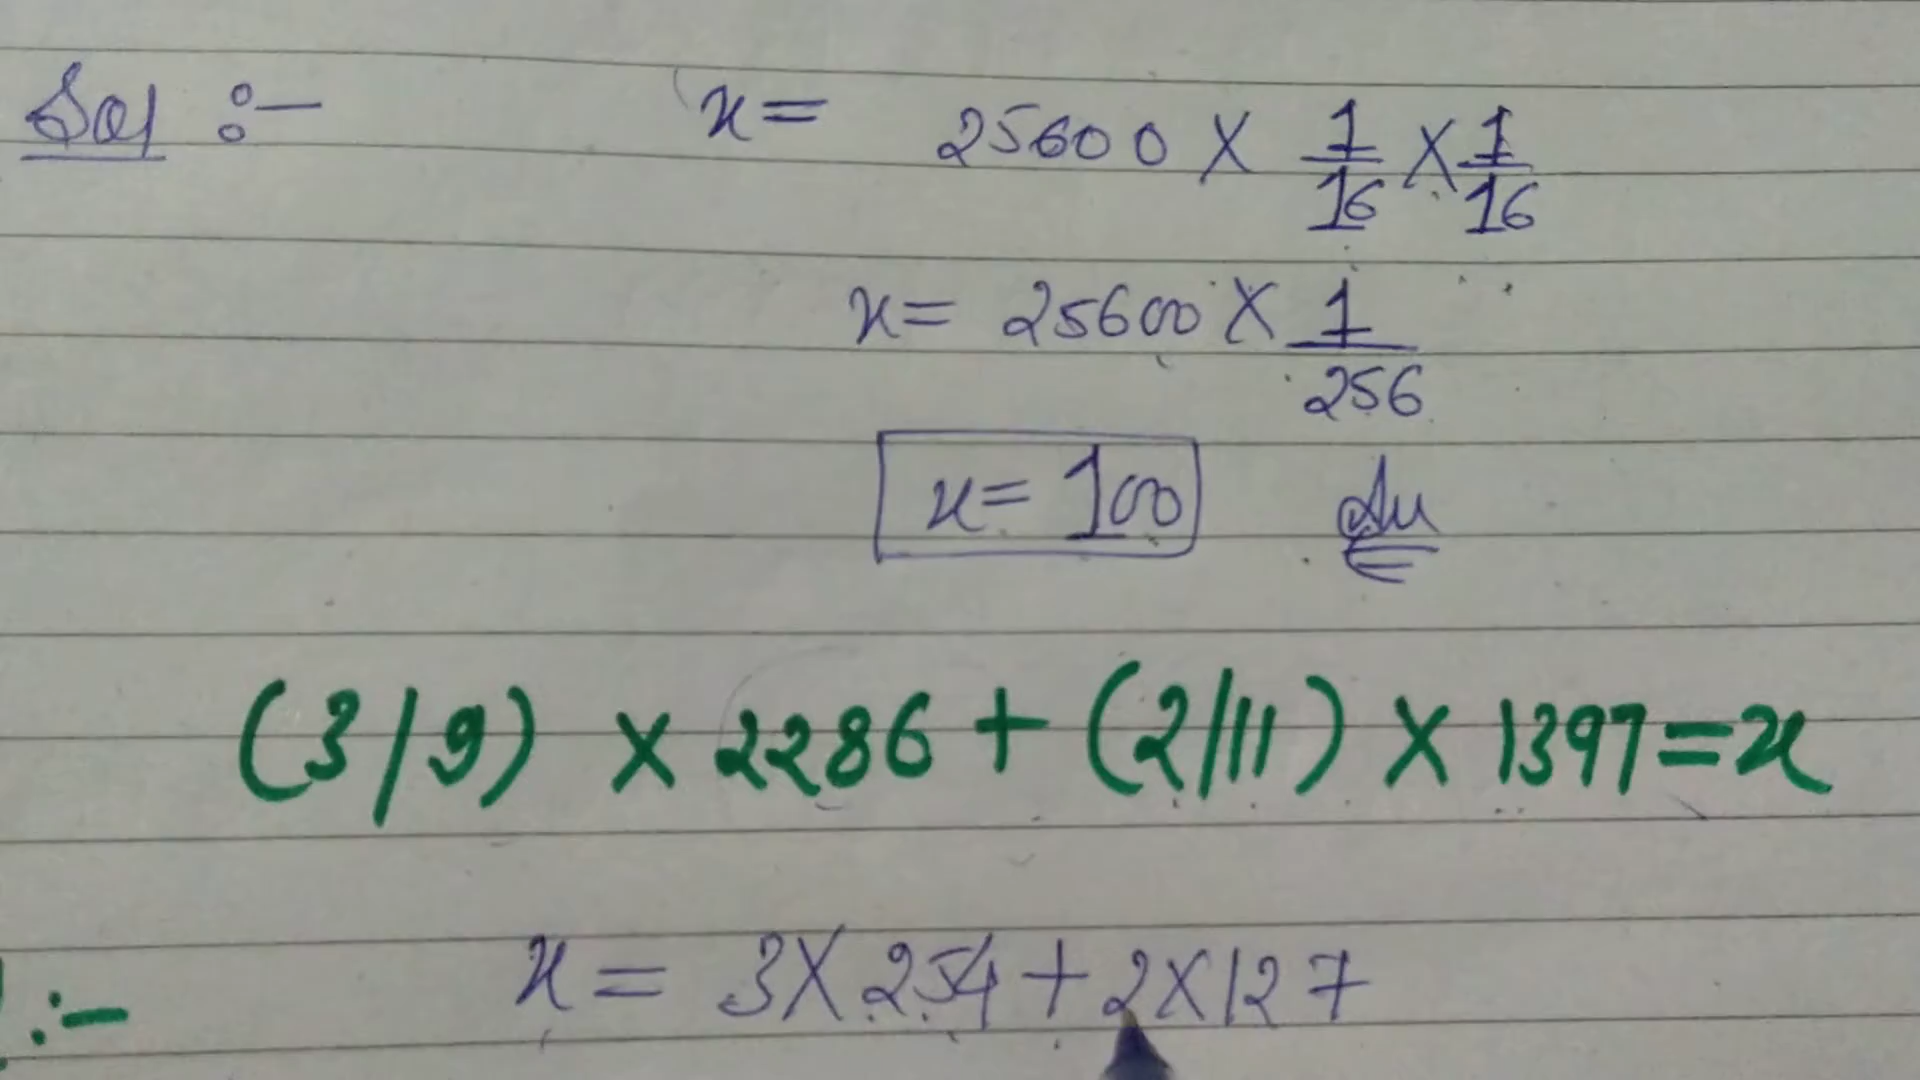 Sol :- x = 25600 × 1/16 × 1/16
x = 25600 × 1/256
x = 100 Au
(3/9) × 2286 + (2/11) × 1397 = x
:- x = 3 × 254 + 2 × 127